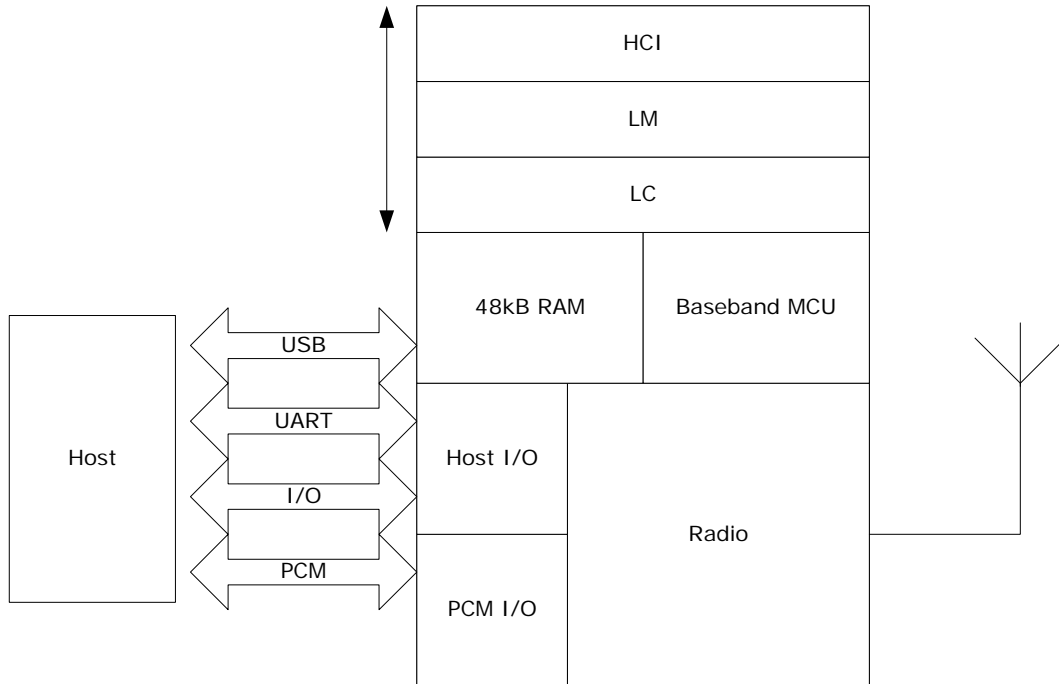 HCI
LM
LC
48kB RAM
Baseband MCU
USB
UART
Host
Host I/O
I/O
Radio
PCM
PCM I/O